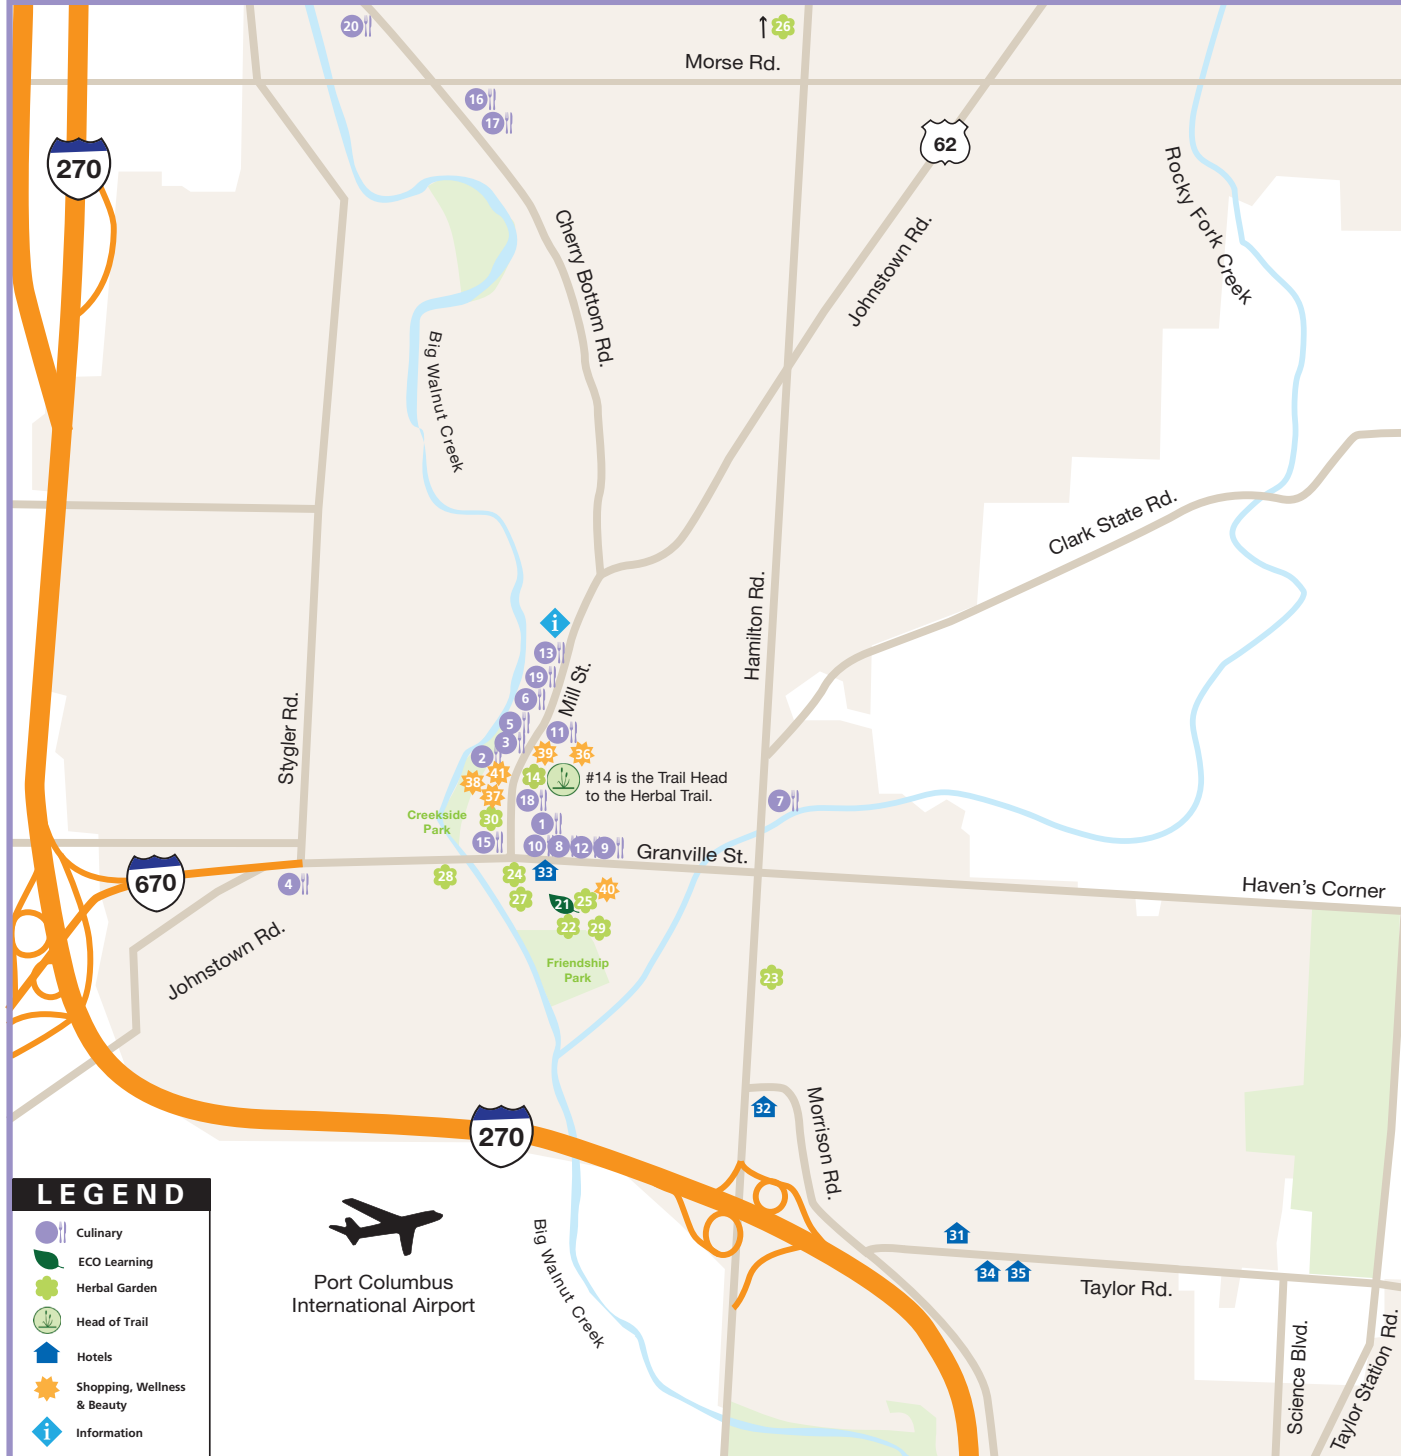 20
26
Morse Rd.
16
17
62
270
Rocky Fork Creek
Cherry Bottom Rd.
Johnstown Rd.
Big Walnut Creek
Clark State Rd.
Hamilton Rd.
i
13
19
Mill St.
6
5
11
3
39
36
2
Stygler Rd.
41
38
14
#14 is the Trail Head
to the Herbal Trail.
37
18
7
30
Creekside
Park
1
15
10
8
12
9
Granville St.
670
4
28
24
33
27
21
25
40
22
29
Haven's Corner
Johnstown Rd.
Friendship
Park
23
32
Morrison Rd.
270
LEGEND
Culinary
ECO Learning
Herbal Garden
Head of Trail
Hotels
Shopping, Wellness
& Beauty
i
Information
Port Columbus
International Airport
Big Walnut Creek
31
34
35
Taylor Rd.
Science Blvd.
Taylor Station Rd.